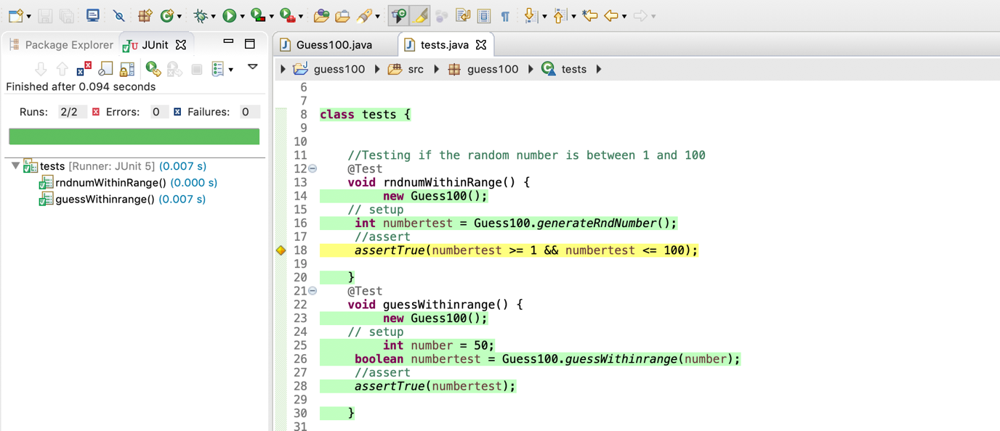 Package Explorer
JUnit
Finished after 0.094 seconds
Runs: 2/2 Errors: 0 Failures: 0
tests [Runner: JUnit 5] (0.007 s)
rndnumWithinRange() (0.000 s)
guessWithinrange() (0.007 s)
Guess100.java
tests.java
guess100 src guess100 tests
6
7
8 class tests {
9
10
11 //Testing if the random number is between 1 and 100
12 @Test
13 void rndnumWithinRange() {
14 new Guess100();
15 // setup
16 int numbertest = Guess100.generateRndNumber();
17 //assert
18 assertTrue(numbertest >= 1 && numbertest <= 100);
19
20 }
21 @Test
22 void guessWithinrange() {
23 new Guess100();
24 // setup
25 int number = 50;
26 boolean numbertest = Guess100.guessWithinrange(number);
27 //assert
28 assertTrue(numbertest);
29
30 }
31